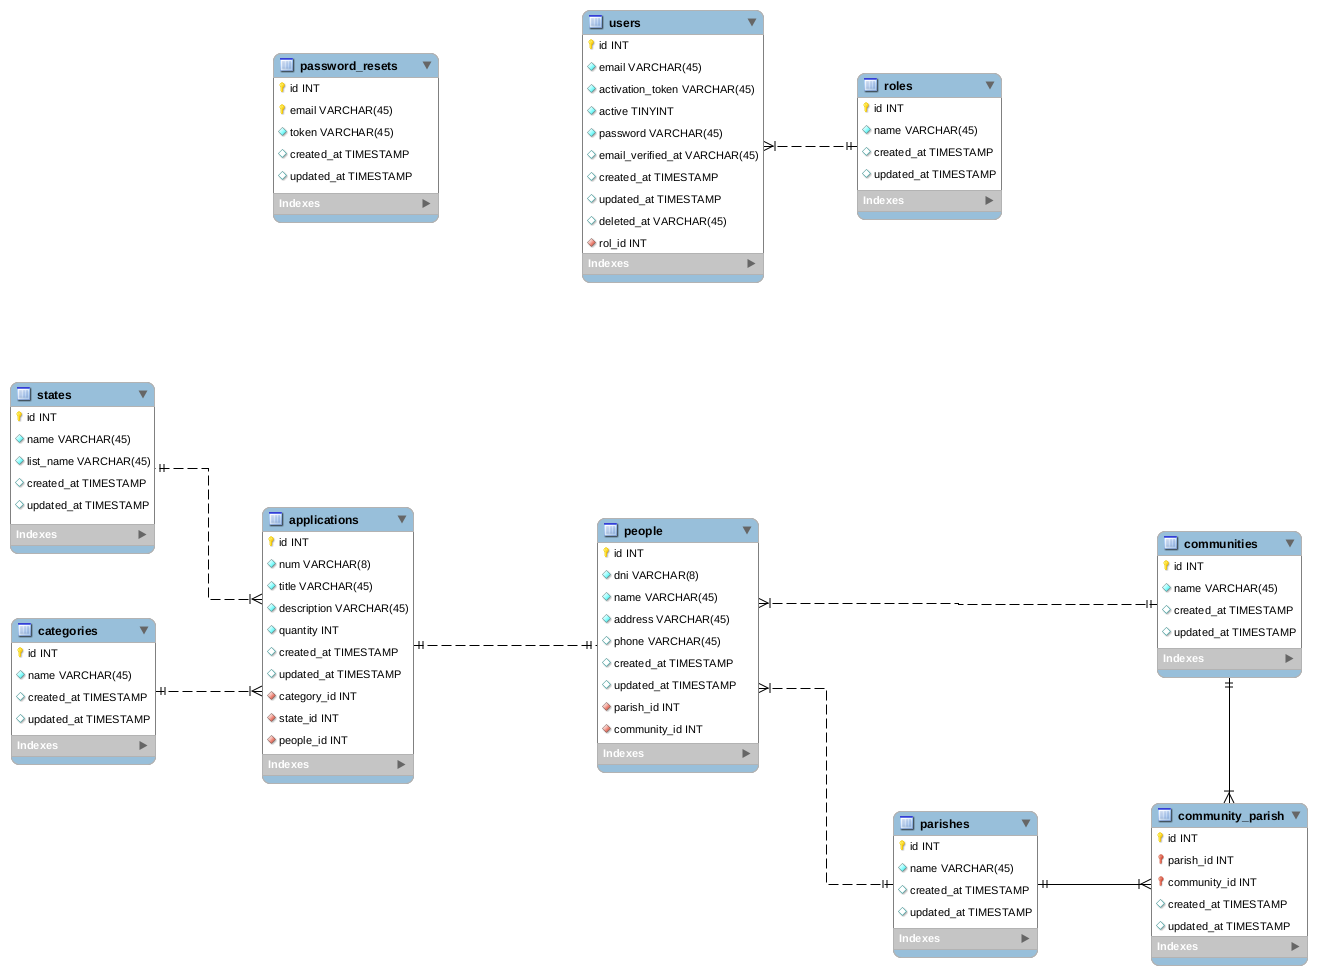 users
id INT
email VARCHAR(45)
activation_token VARCHAR(45)
active TINYINT
password VARCHAR(45)
email_verified_at VARCHAR(45)
created_at TIMESTAMP
updated_at TIMESTAMP
deleted_at VARCHAR(45)
rol_id INT
Indexes
password_resets
id INT
email VARCHAR(45)
token VARCHAR(45)
created_at TIMESTAMP
updated_at TIMESTAMP
Indexes
roles
id INT
name VARCHAR(45)
created_at TIMESTAMP
updated_at TIMESTAMP
Indexes
states
id INT
name VARCHAR(45)
list_name VARCHAR(45)
created_at TIMESTAMP
updated_at TIMESTAMP
Indexes
categories
id INT
name VARCHAR(45)
created_at TIMESTAMP
updated_at TIMESTAMP
Indexes
applications
id INT
num VARCHAR(8)
title VARCHAR(45)
description VARCHAR(45)
quantity INT
created_at TIMESTAMP
updated_at TIMESTAMP
category_id INT
state_id INT
people_id INT
Indexes
people
id INT
dni VARCHAR(8)
name VARCHAR(45)
address VARCHAR(45)
phone VARCHAR(45)
created_at TIMESTAMP
updated_at TIMESTAMP
parish_id INT
community_id INT
Indexes
communities
id INT
name VARCHAR(45)
created_at TIMESTAMP
updated_at TIMESTAMP
Indexes
parishes
id INT
name VARCHAR(45)
created_at TIMESTAMP
updated_at TIMESTAMP
Indexes
community_parish
id INT
parish_id INT
community_id INT
created_at TIMESTAMP
updated_at TIMESTAMP
Indexes